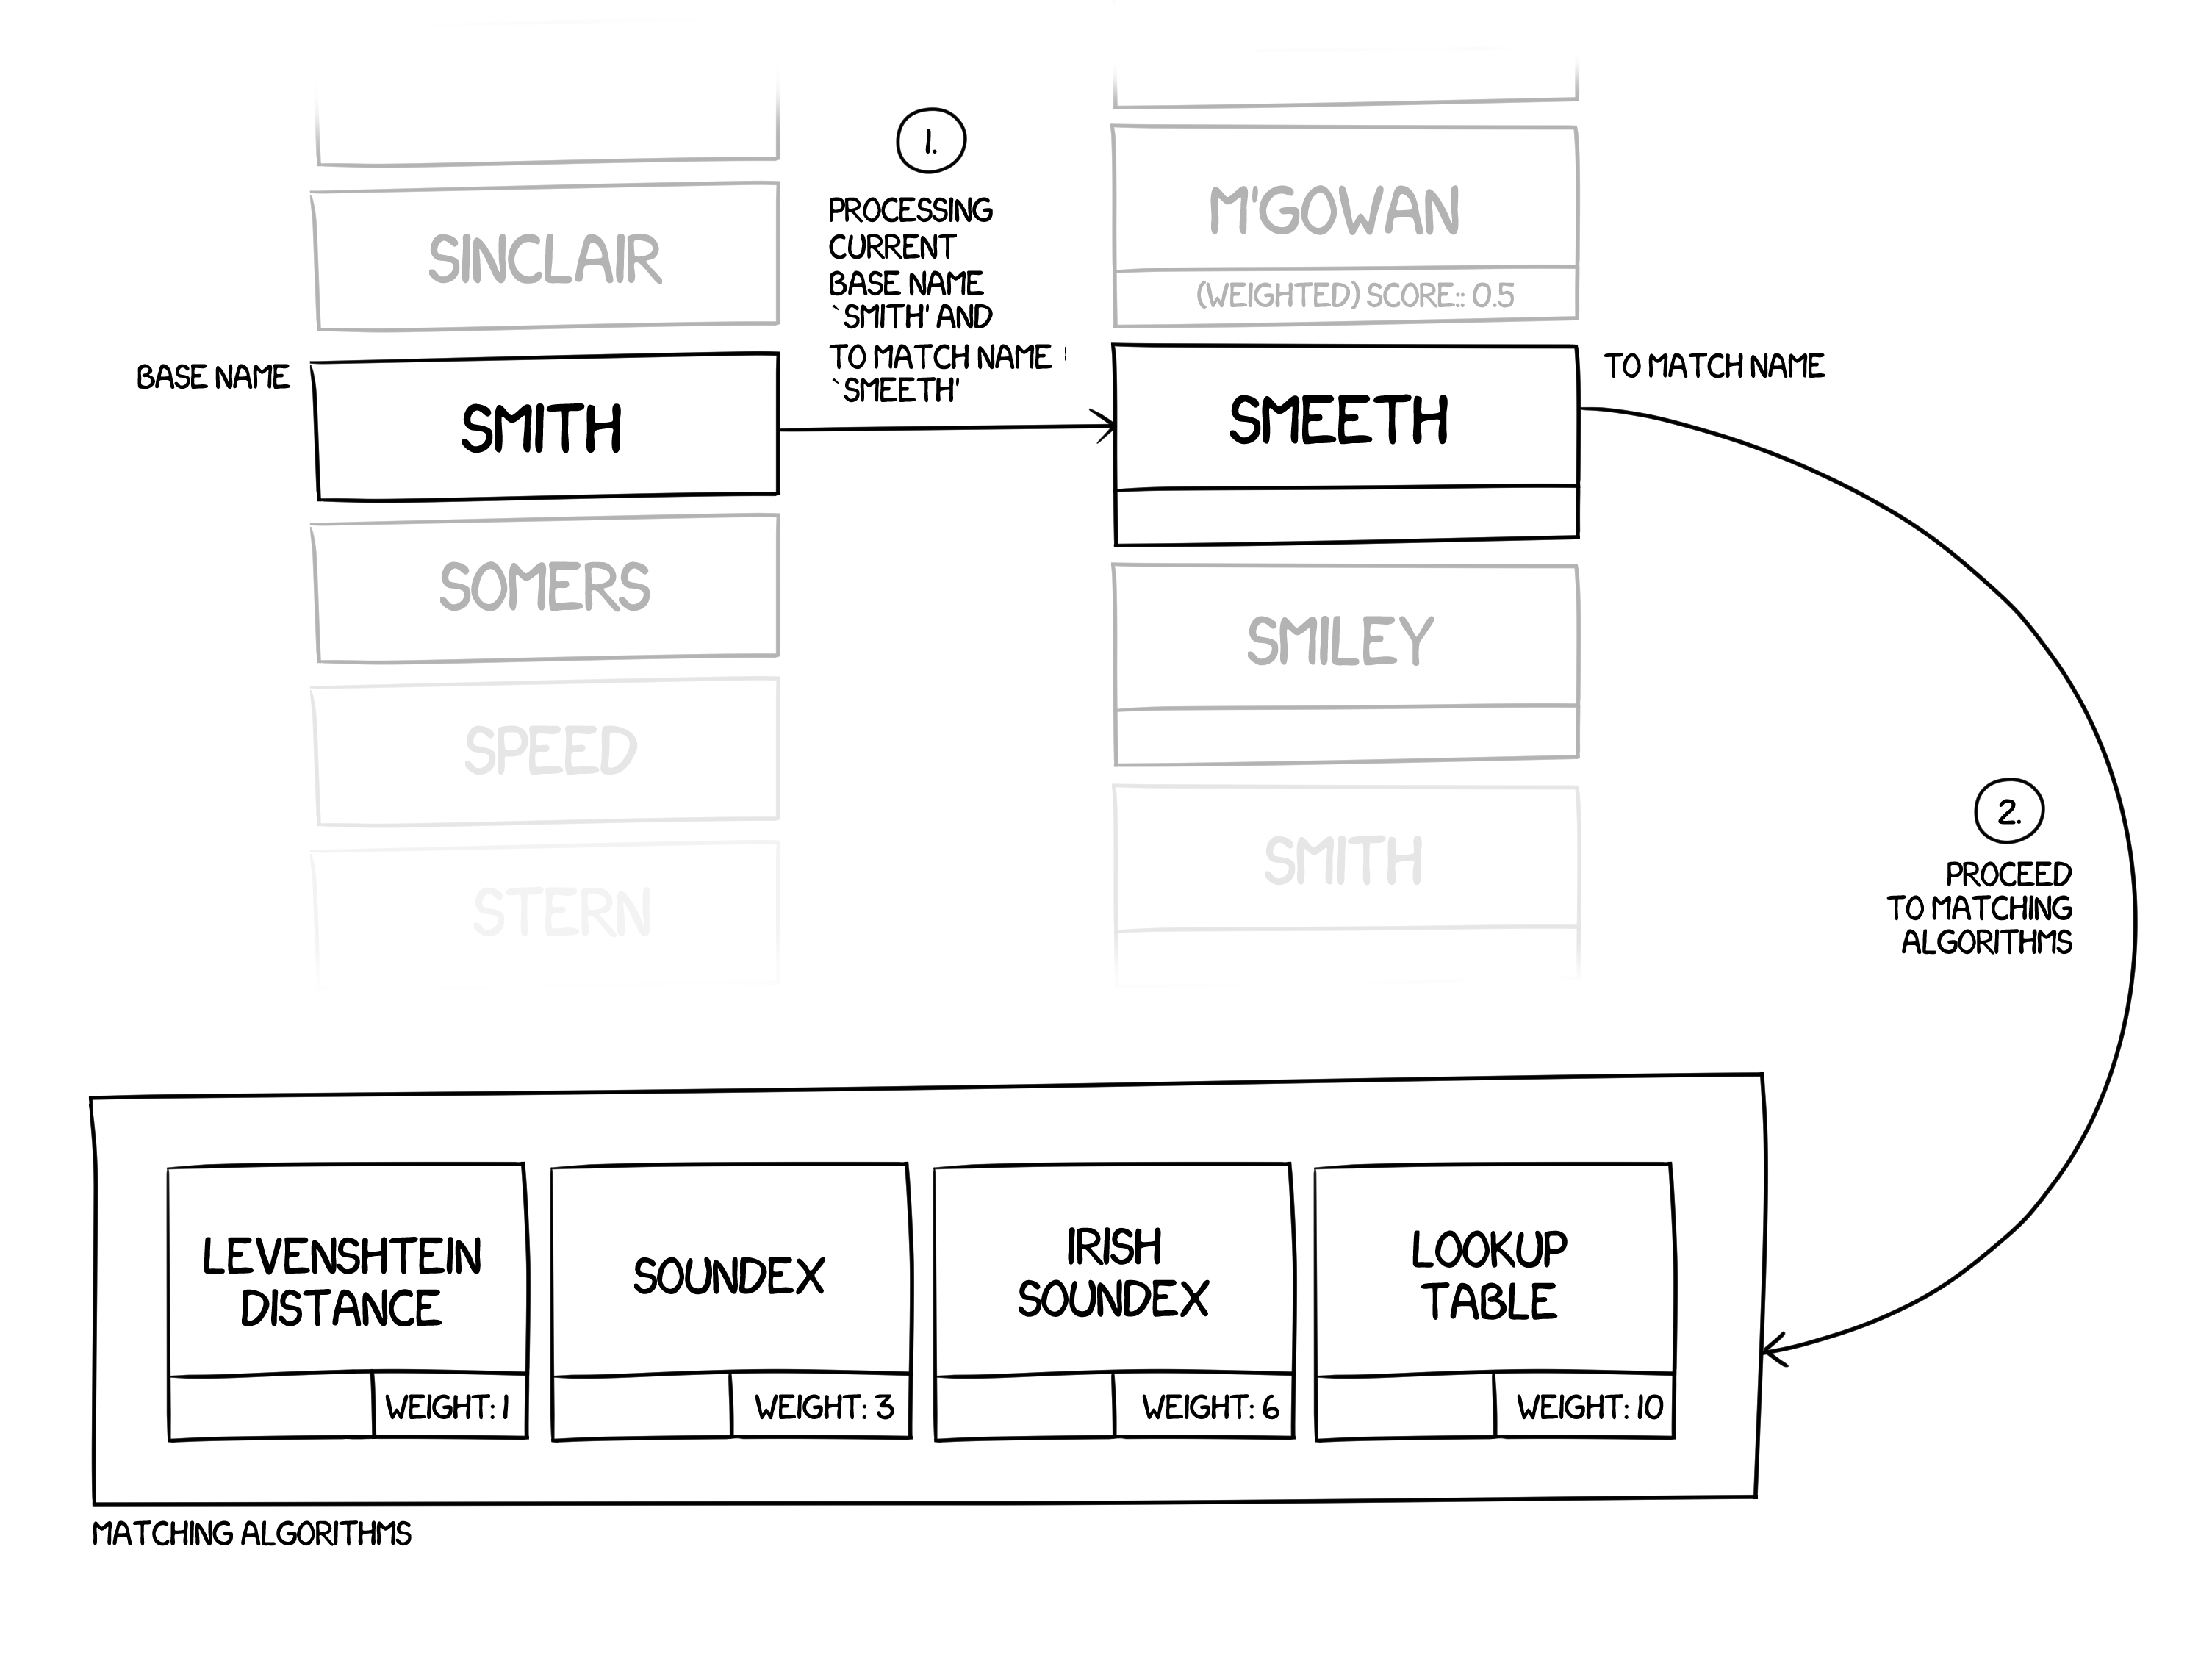 1.
PROCESSING
CURRENT
BASE NAME
`SMITH' AND
TO MATCH NAME
`SMEETH'
SINCLAIR
BASE NAME
SMITH
SOMERS
SPEED
STERN
M'GOWAN
(WEIGHTED) SCORE:: 0.5
TO MATCH NAME
SMEETH
SMILEY
SMITH
2.
PROCEED
TO MATCHING
ALGORITHMS
LEVENSHTEIN
DISTANCE
WEIGHT: 1
SOUNDEX
WEIGHT: 3
IRISH
SOUNDEX
WEIGHT: 6
LOOKUP
TABLE
WEIGHT: 10
MATCHING ALGORITHMS